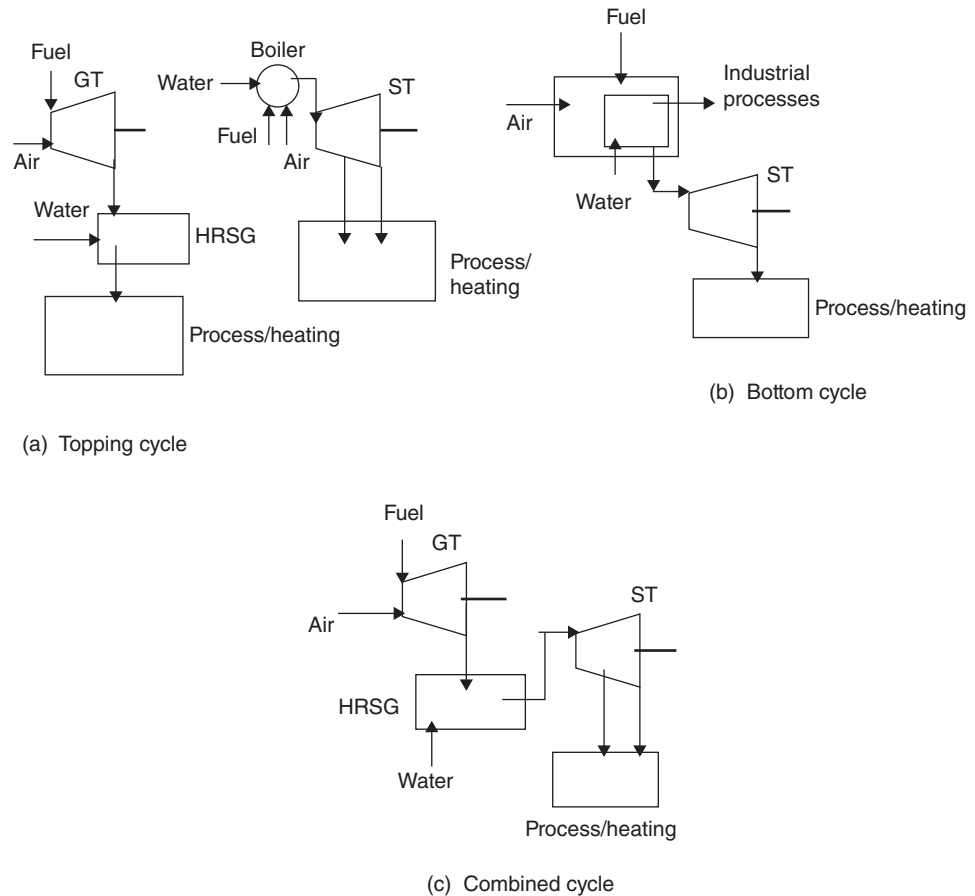 Fuel
GT
Air
Water
HRSG
Process/heating
Boiler
Water
ST
Fuel
Air
Process/
heating
(a) Topping cycle
Fuel
Industrial
processes
Air
Water
ST
Process/heating
(b) Bottom cycle
Fuel
GT
Air
ST
HRSG
Water
Process/heating
(c) Combined cycle